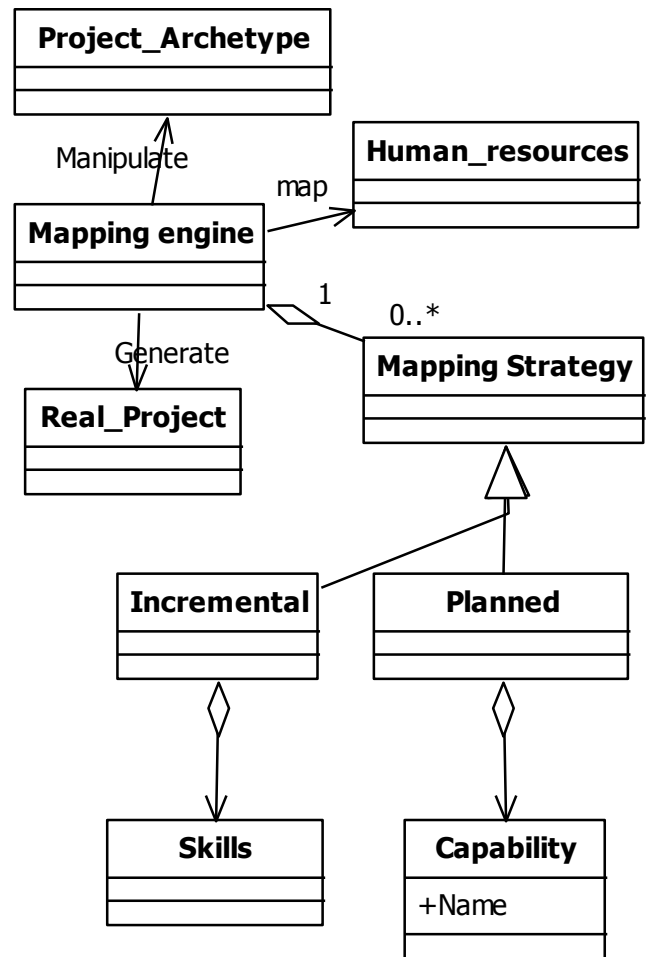 Project_Archetype
Manipulate
Human_resources
map
Mapping engine
1
0..*
Generate
Mapping Strategy
Real_Project
Incremental
Planned
Skills
Capability
+Name